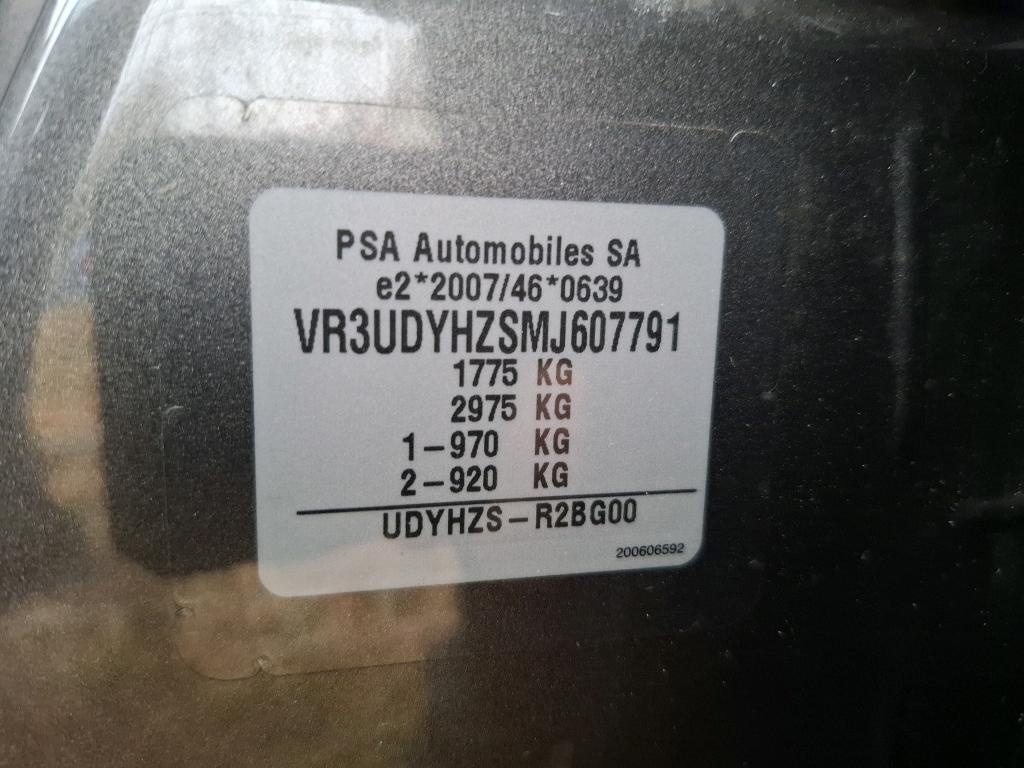 PSA Automobiles SA
e2*2007/46*0639
VR3UDYHZSMJ607791
1775 KG
2975 KG
1-970 KG
2-920 KG
UDYHZS-R2BG00
200606592